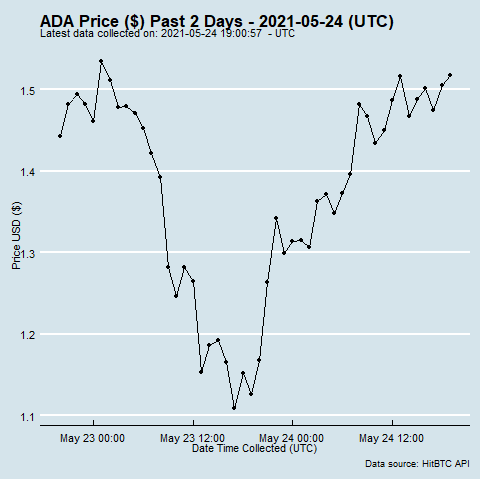 ADA Price ($) Past 2 Days - 2021-05-24 (UTC)
Latest data collected on: 2021-05-24 19:00:57 - UTC
1.5
1.4
1.3
1.2
1.1
Price USD ($)
May 23 00:00 May 23 12:00 May 24 00:00 May 24 12:00
Date Time Collected (UTC)
Data source: HitBTC API